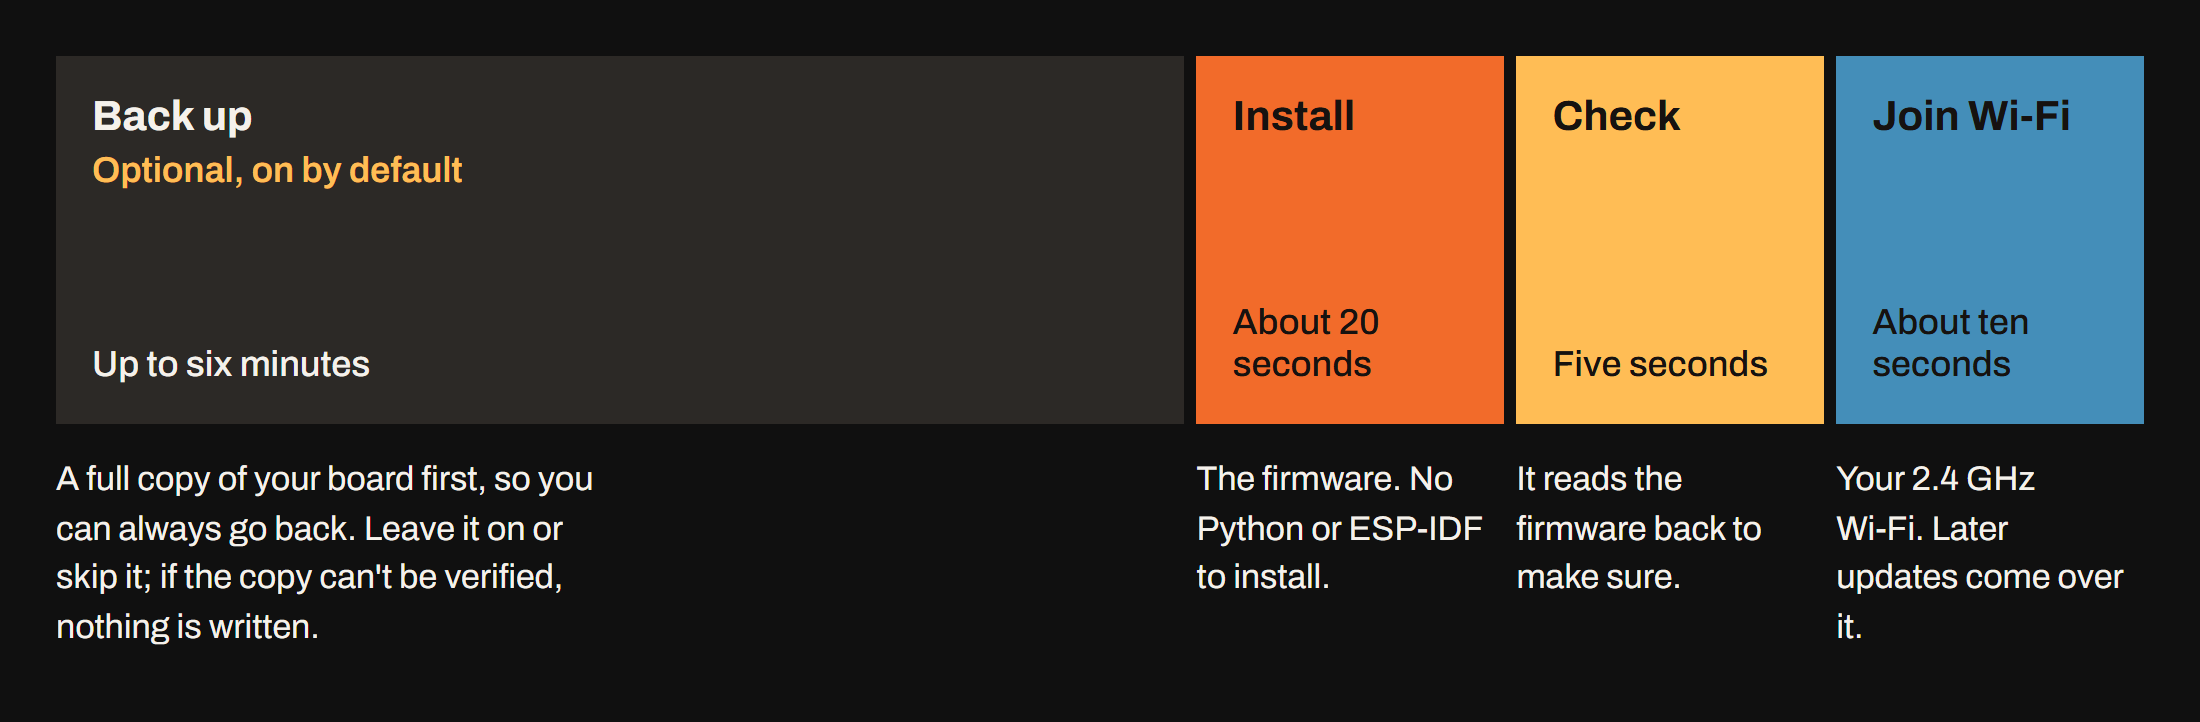 Back up
Optional, on by default
Up to six minutes
A full copy of your board first, so you
can always go back. Leave it on or
skip it; if the copy can't be verified,
nothing is written.
Install
About 20
seconds
The firmware. No
Python or ESP-IDF
to install.
Check
Five seconds
It reads the
firmware back to
make sure.
Join Wi-Fi
About ten
seconds
Your 2.4 GHz
Wi-Fi. Later
updates come over
it.